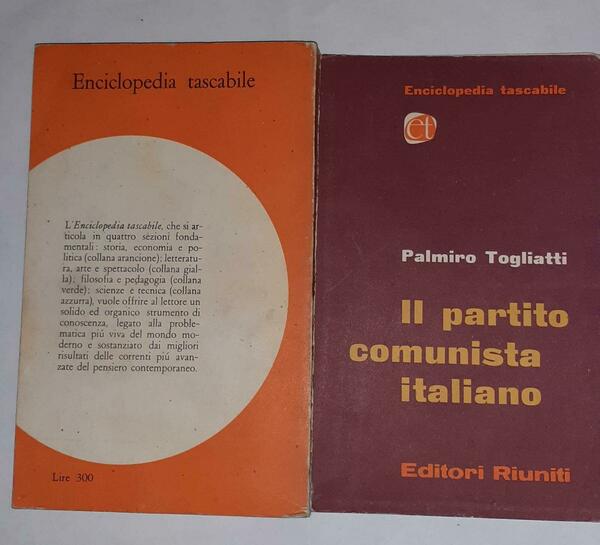 Enciclopedia tascabile
L'Enciclopedia tascabile, che si ar-
ticola in quattro sezioni fonda-
mentali: storia, economia e po-
litica (collana arancione); letteratu-
ra, arte e spettacolo (collana gial-
la); filosofia e pedagogia (collana
verde); scienze e tecnica (collana
azzurra), vuole offrire al lettore un
solido ed organico strumento di
conoscenza, legato alla proble-
matica piú viva del mondo mo-
derno e sostanziato dai migliori
risultati delle correnti piú avan-
zate del pensiero contemporaneo.
Lire 300
Enciclopedia tascabile
et
Palmiro Togliatti
Il partito
comunista
italiano
Editori Riuniti